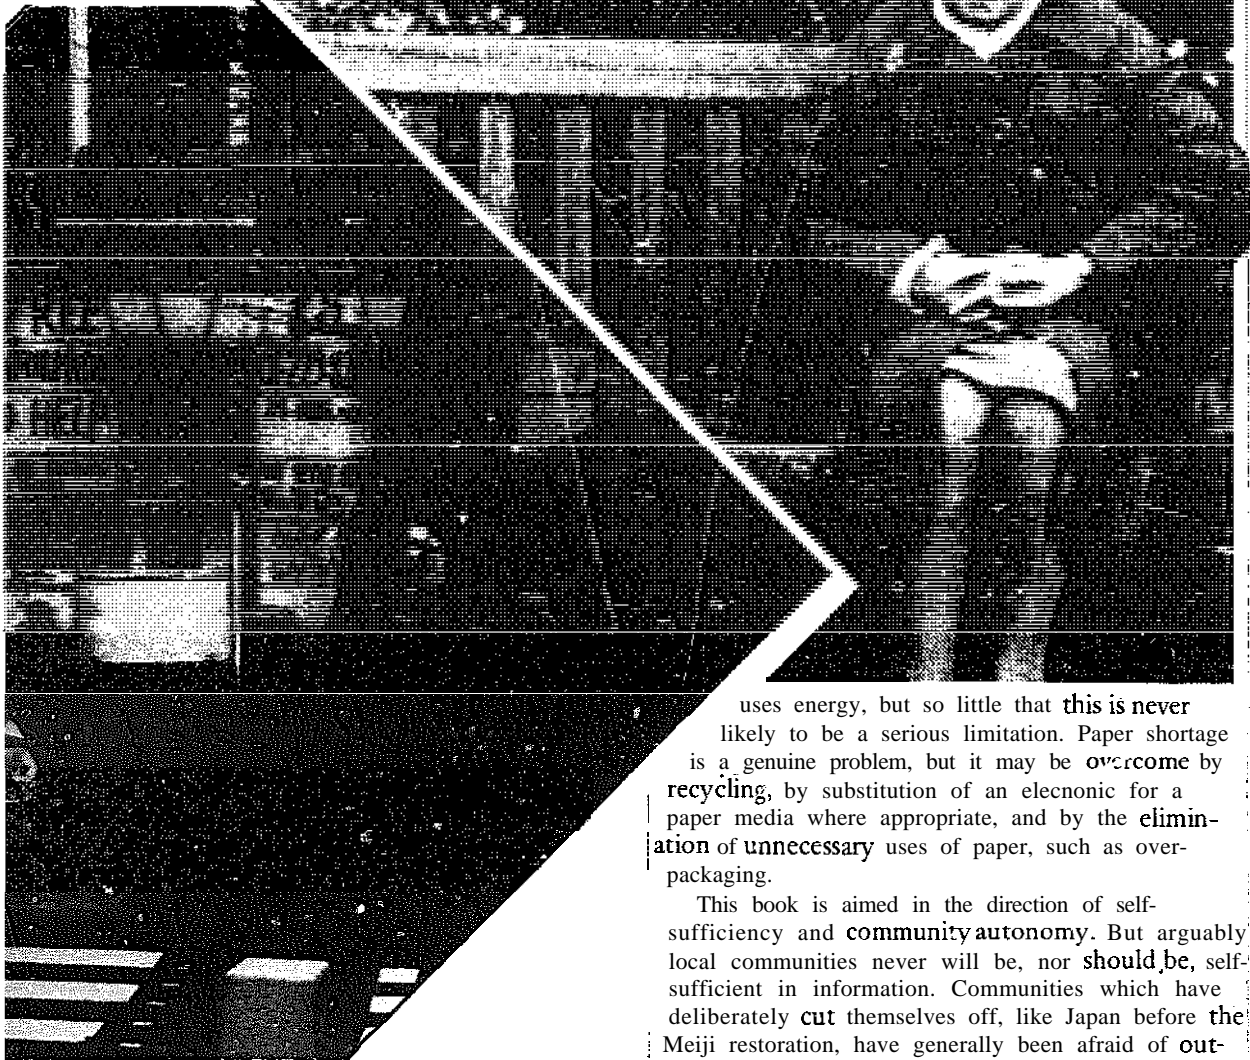 uses energy, but so little that this is never
likely to be a serious limitation. Paper shortage
is a genuine problem, but it may be overcome by
recycling, by substitution of an elecnonic for a
paper media where appropriate, and by the elimin-
ation of unnecessary uses of paper, such as over-
packaging.
This book is aimed in the direction of self-
sufficiency and community autonomy. But arguably
local communities never will be, nor should be, self-
sufficient in information. Communities which have
deliberately cut themselves off, like Japan before the
Meiji restoration, have generally been afraid of out-